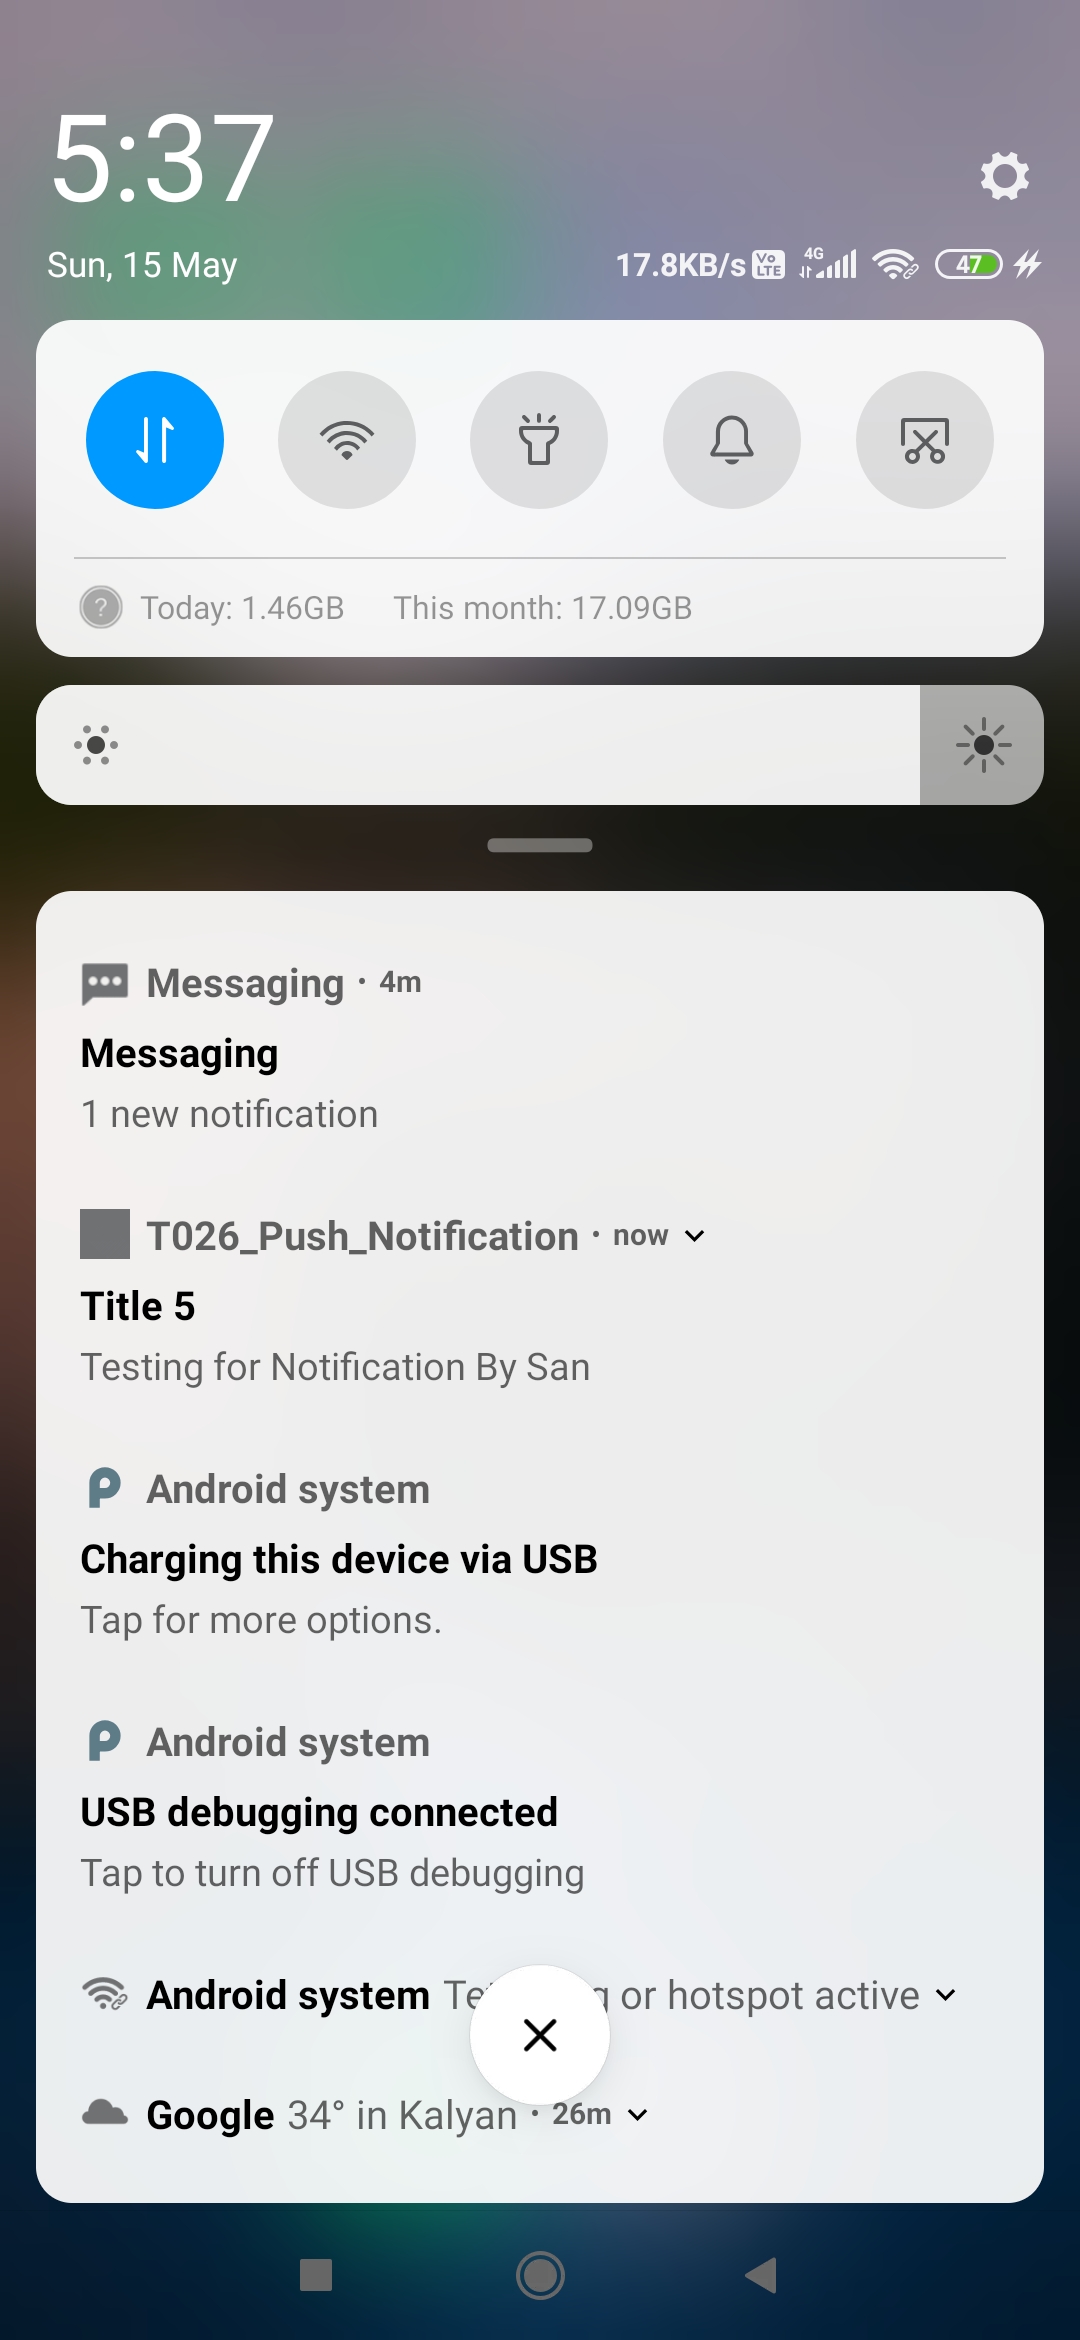 5:37
Sun, 15 May
17.8KB/s Vo LTE 4G 47
? Today: 1.46GB This month: 17.09GB
Messaging · 4m
Messaging
1 new notification
T026_Push_Notification · now
Title 5
Testing for Notification By San
Android system
Charging this device via USB
Tap for more options.
Android system
USB debugging connected
Tap to turn off USB debugging
Android system or hotspot active
Google 34° in Kalyan · 26m